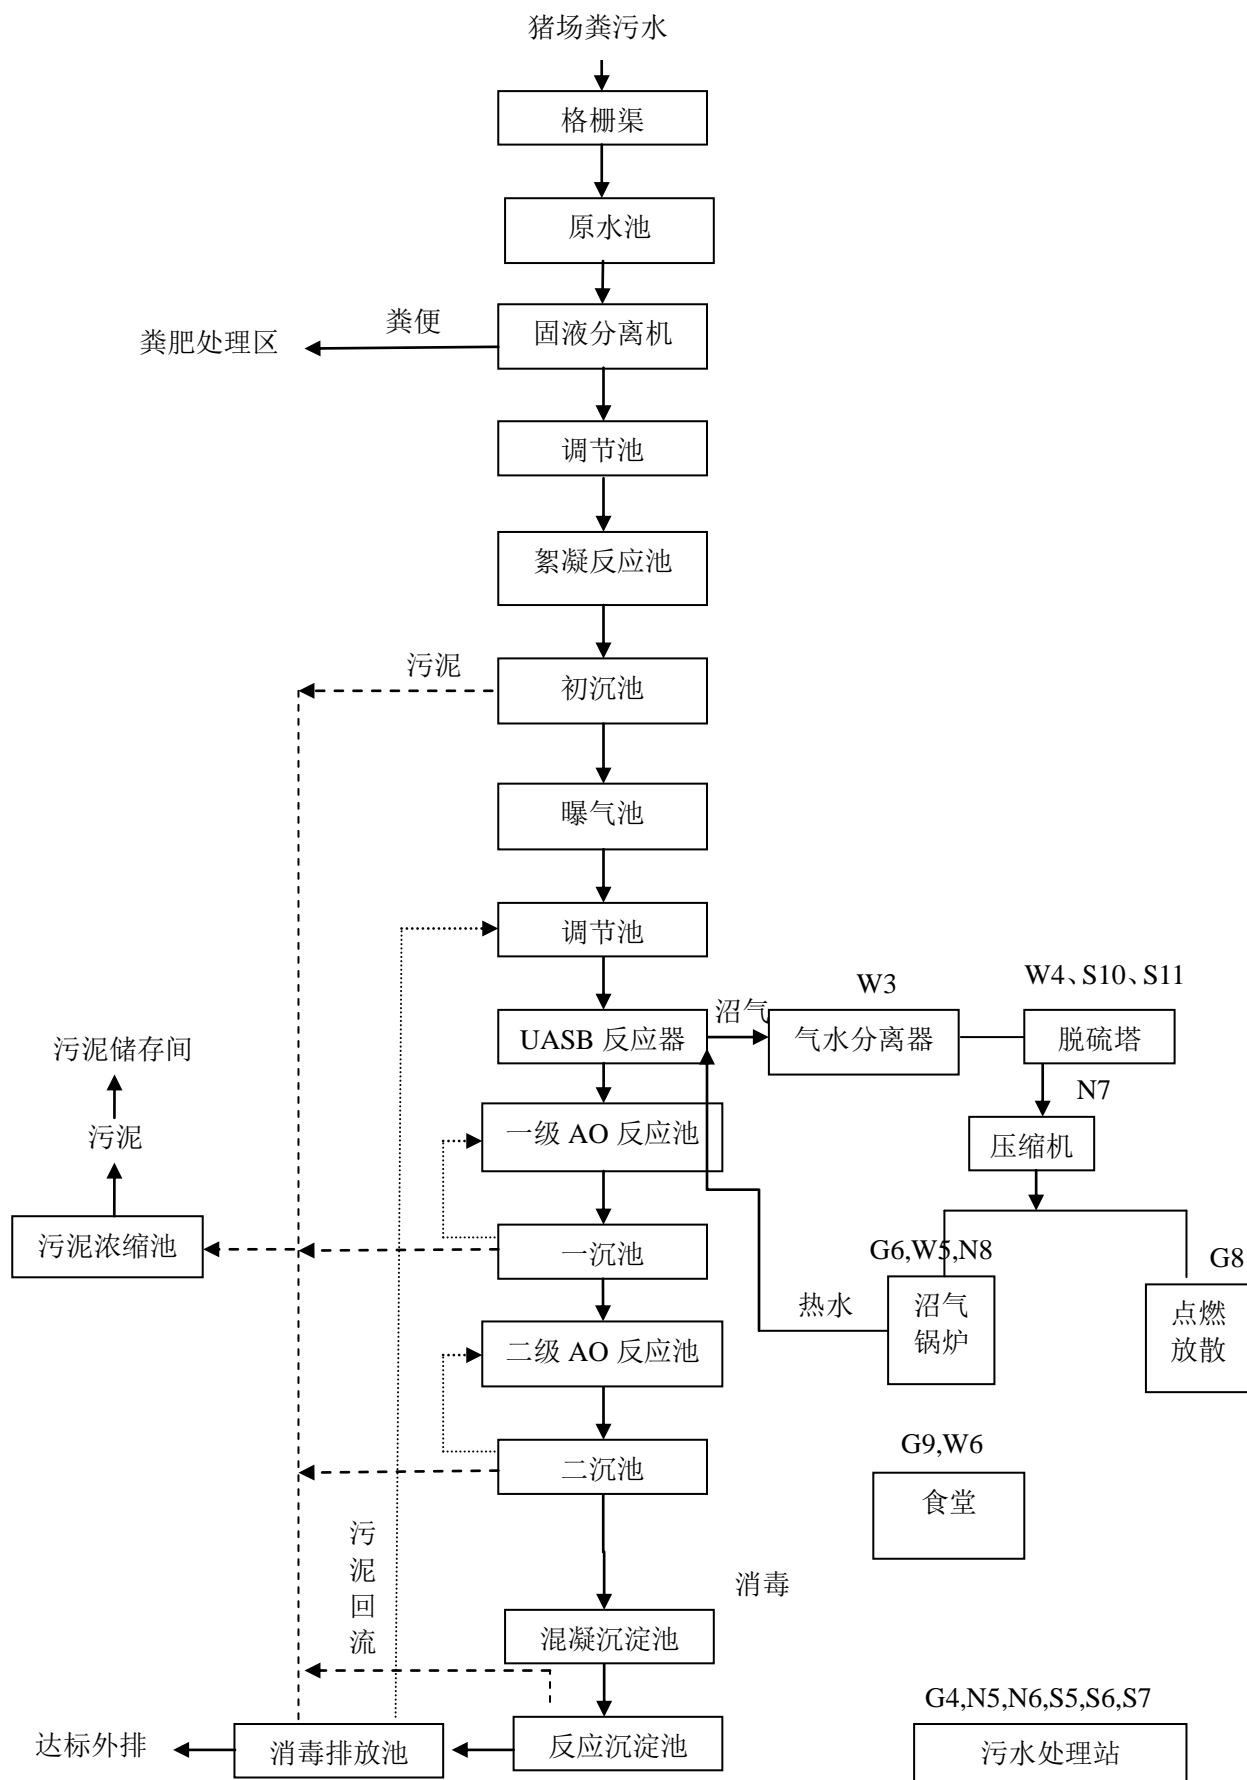 猪场粪污水
格栅渠
原水池
粪便
固液分离机
粪肥处理区
调节池
絮凝反应池
污泥
初沉池
曝气池
调节池
W3
W4、S10、S11
沼气
UASB 反应器
气水分离器
脱硫塔
污泥储存间
N7
一级 AO 反应池
污泥
压缩机
污泥浓缩池
一沉池
G6,W5,N8
G8
热水
沼气
锅炉
点燃
放散
二级 AO 反应池
G9,W6
二沉池
食堂
污
泥
回
流
消毒
混凝沉淀池
G4,N5,N6,S5,S6,S7
达标外排
消毒排放池
反应沉淀池
污水处理站